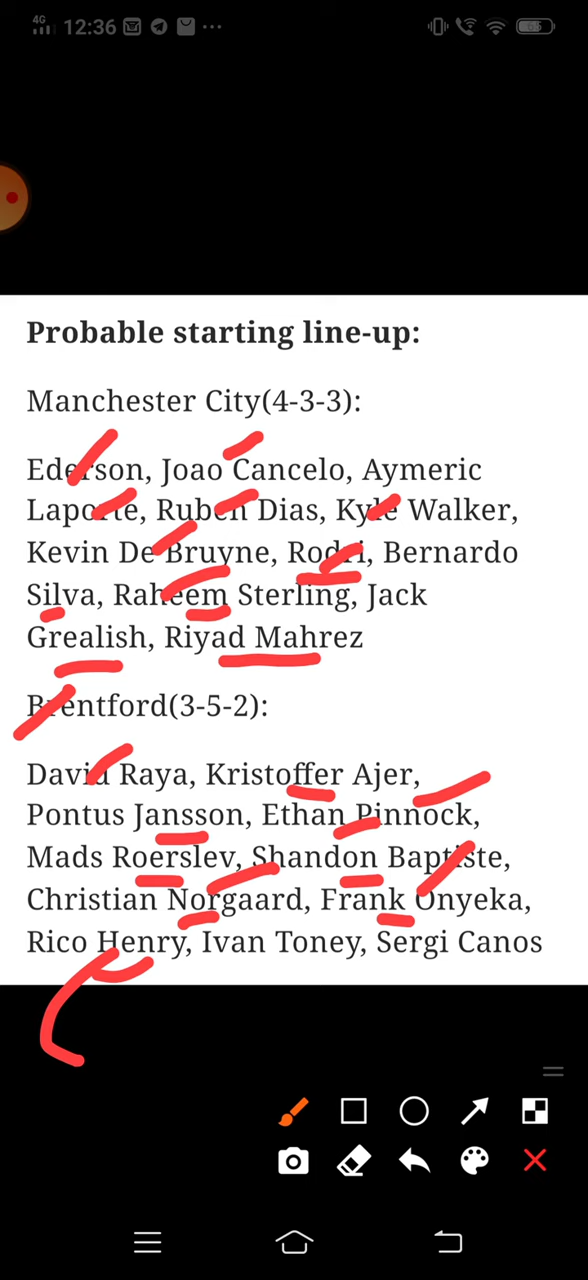 4G 12:36 65
Probable starting line-up:
Manchester City(4-3-3):
Ederson, Joao Cancelo, Aymeric
Laporte, Ruben Dias, Kyle Walker,
Kevin De Bruyne, Rodri, Bernardo
Silva, Raheem Sterling, Jack
Grealish, Riyad Mahrez
Brentford(3-5-2):
David Raya, Kristoffer Ajer,
Pontus Jansson, Ethan Pinnock,
Mads Roerslev, Shandon Baptiste,
Christian Norgaard, Frank Onyeka,
Rico Henry, Ivan Toney, Sergi Canos